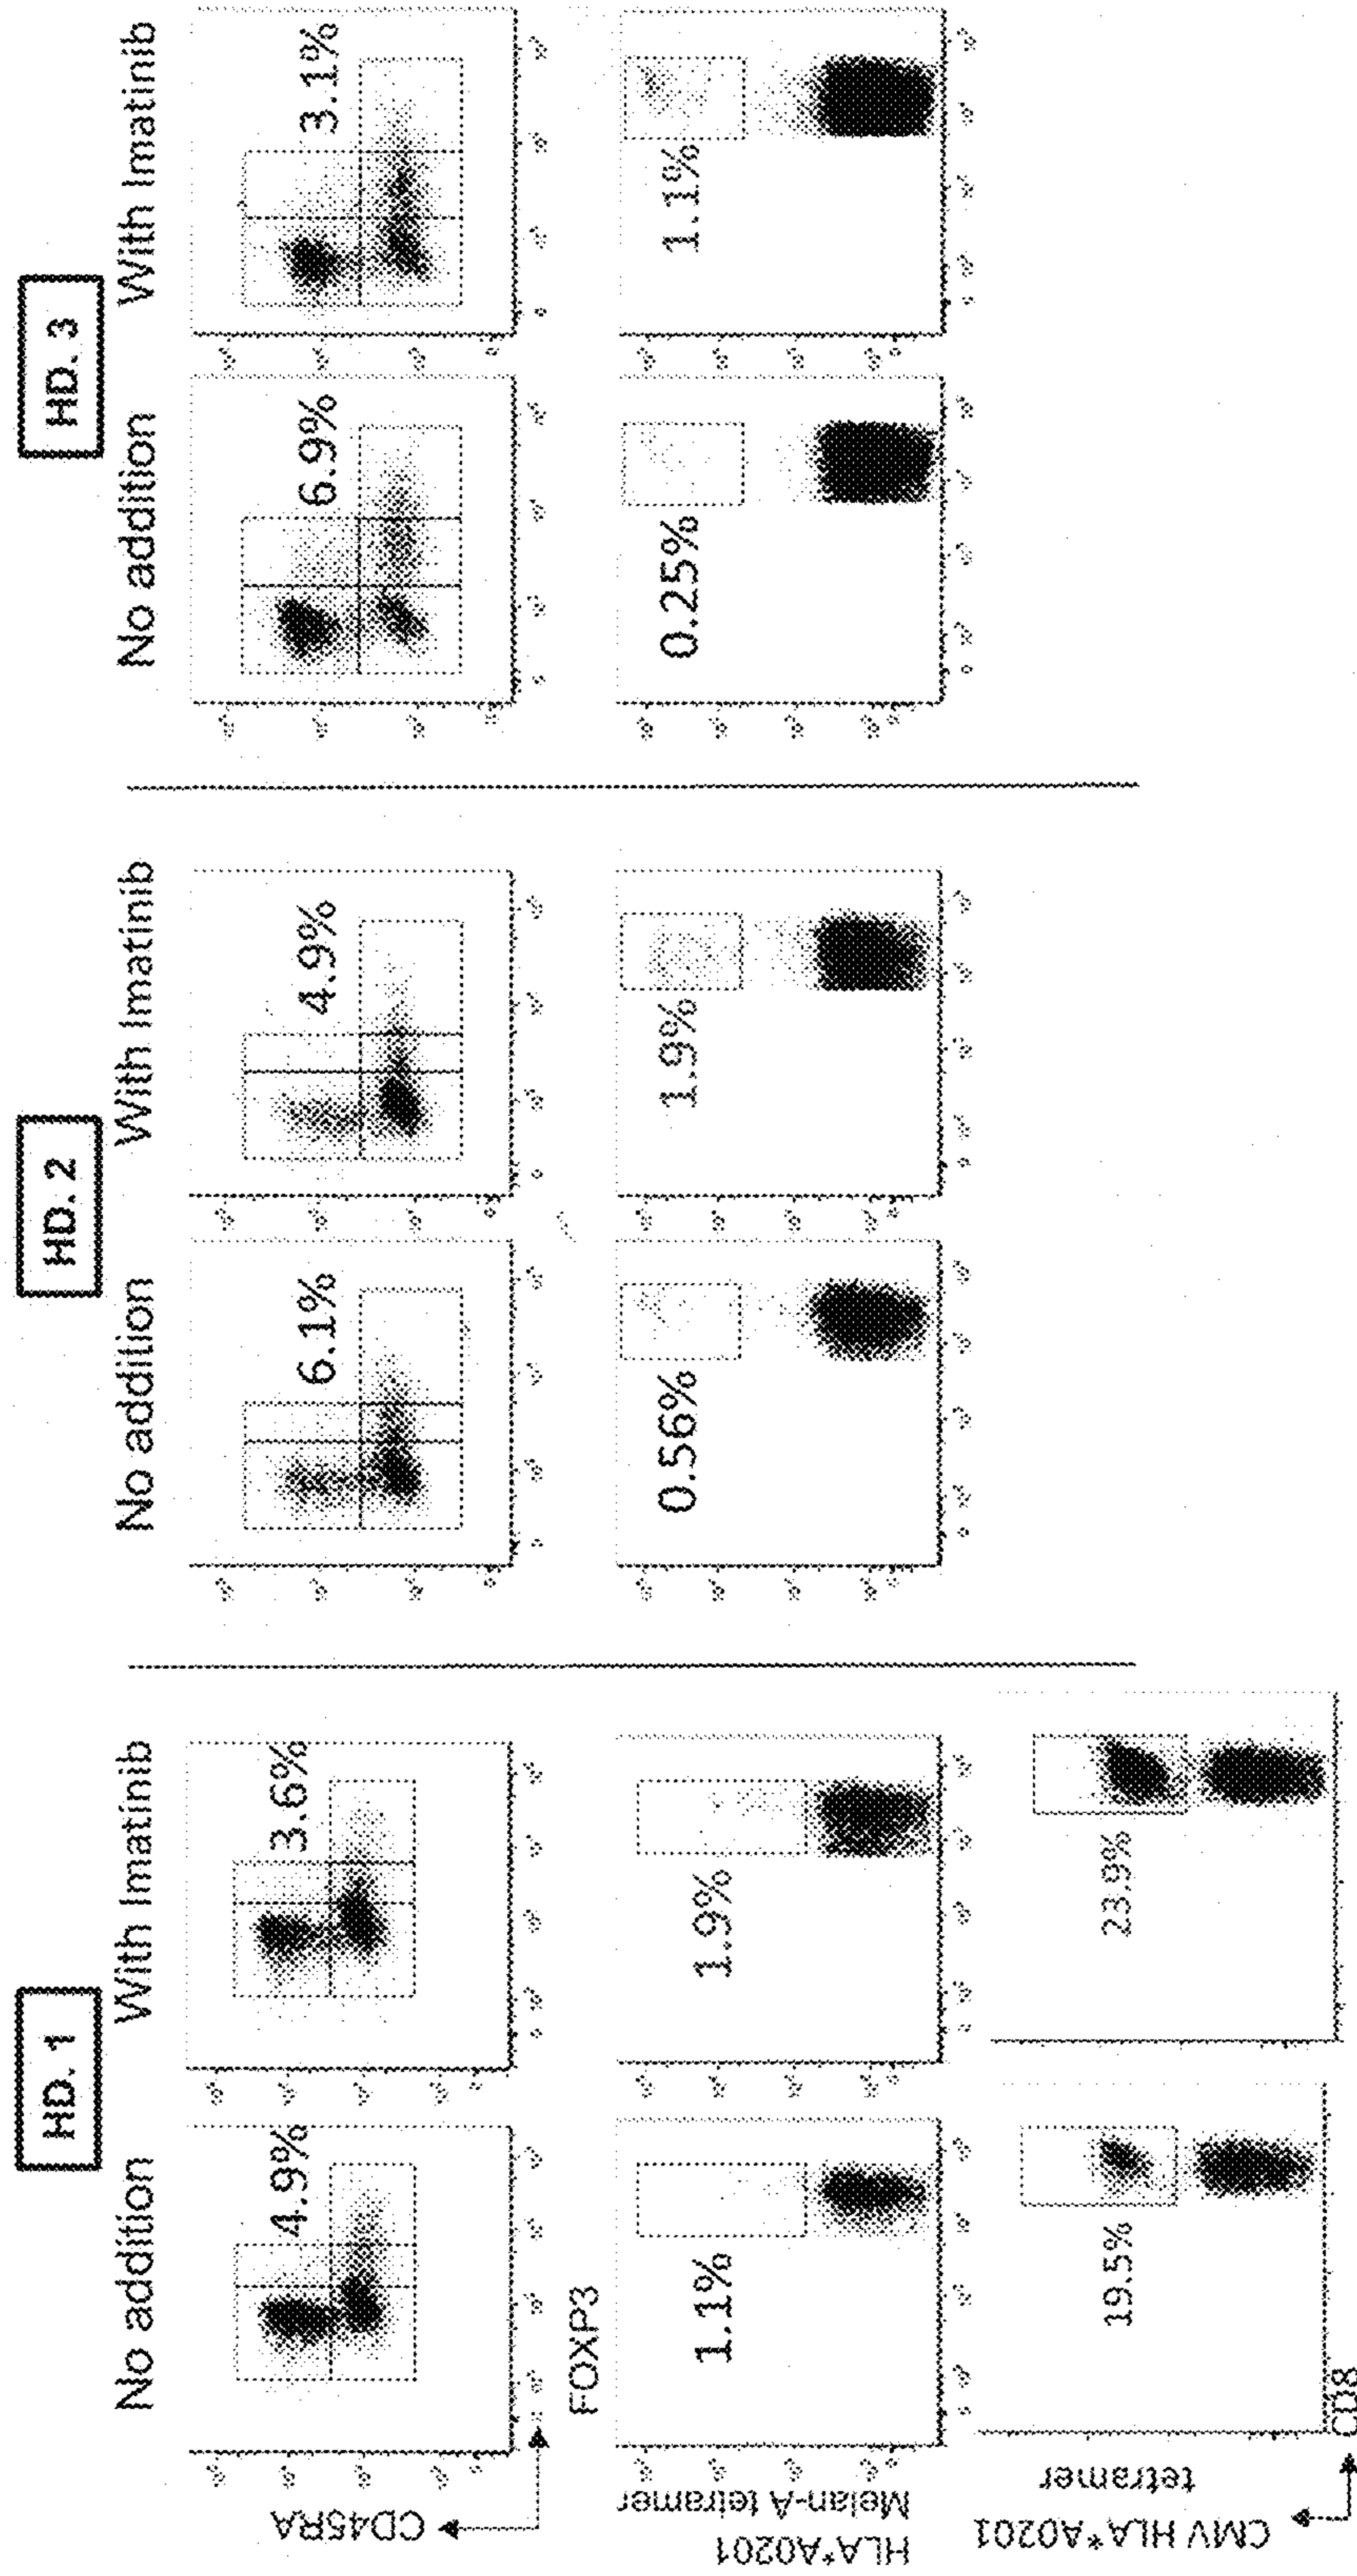 HD. 1
HD. 2
HD. 3
No addition
With Imatinib
No addition
With Imatinib
No addition
With Imatinib
CD45RA
4.9%
3.6%
6.1%
4.9%
6.9%
3.1%
FOXP3
HLA*A0201
Melan-A tetramer
1.1%
1.9%
0.56%
1.9%
0.25%
1.1%
CMV HLA*A0201
tetramer
19.5%
23.9%
CD8